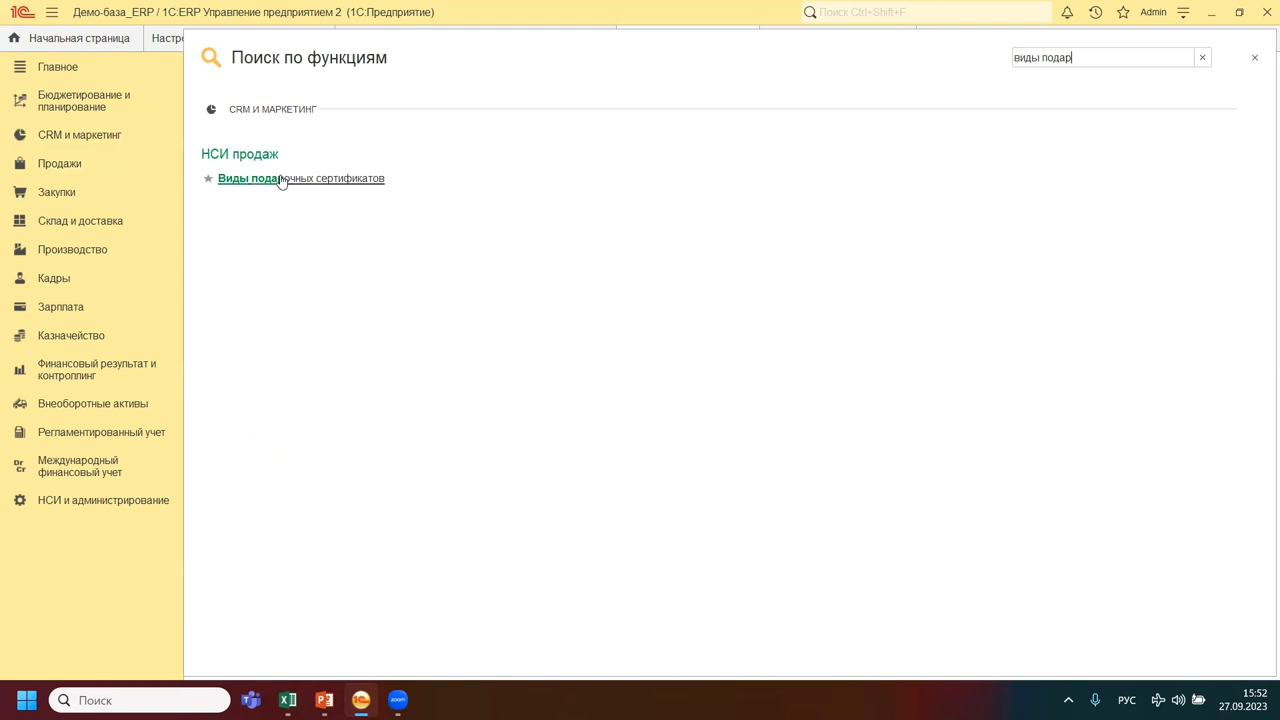 Демо-база_ERP / 1С:ERP Управление предприятием 2 (1С:Предприятие)
Поиск Ctrl+Shift+F
Admin
Начальная страница
Настро
Поиск по функциям
виды подар
Главное
Бюджетирование и
планирование
CRM и маркетинг
Продажи
Закупки
Склад и доставка
Производство
Кадры
Зарплата
Казначейство
Финансовый результат и
контроллинг
Внеоборотные активы
Регламентированный учет
Международный
финансовый учет
НСИ и администрирование
CRM И МАРКЕТИНГ
НСИ продаж
Виды подарочных сертификатов
Поиск
zoom
РУС
15:52
27.09.2023